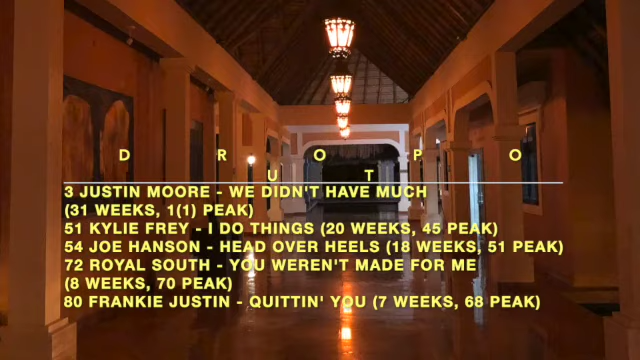 D R O P O
U T
3 JUSTIN MOORE - WE DIDN'T HAVE MUCH
(31 WEEKS, 1(1) PEAK)
51 KYLIE FREY - I DO THINGS (20 WEEKS, 45 PEAK)
54 JOE HANSON - HEAD OVER HEELS (18 WEEKS, 51 PEAK)
72 ROYAL SOUTH - YOU WEREN'T MADE FOR ME
(8 WEEKS, 70 PEAK)
80 FRANKIE JUSTIN - QUITTIN' YOU (7 WEEKS, 68 PEAK)